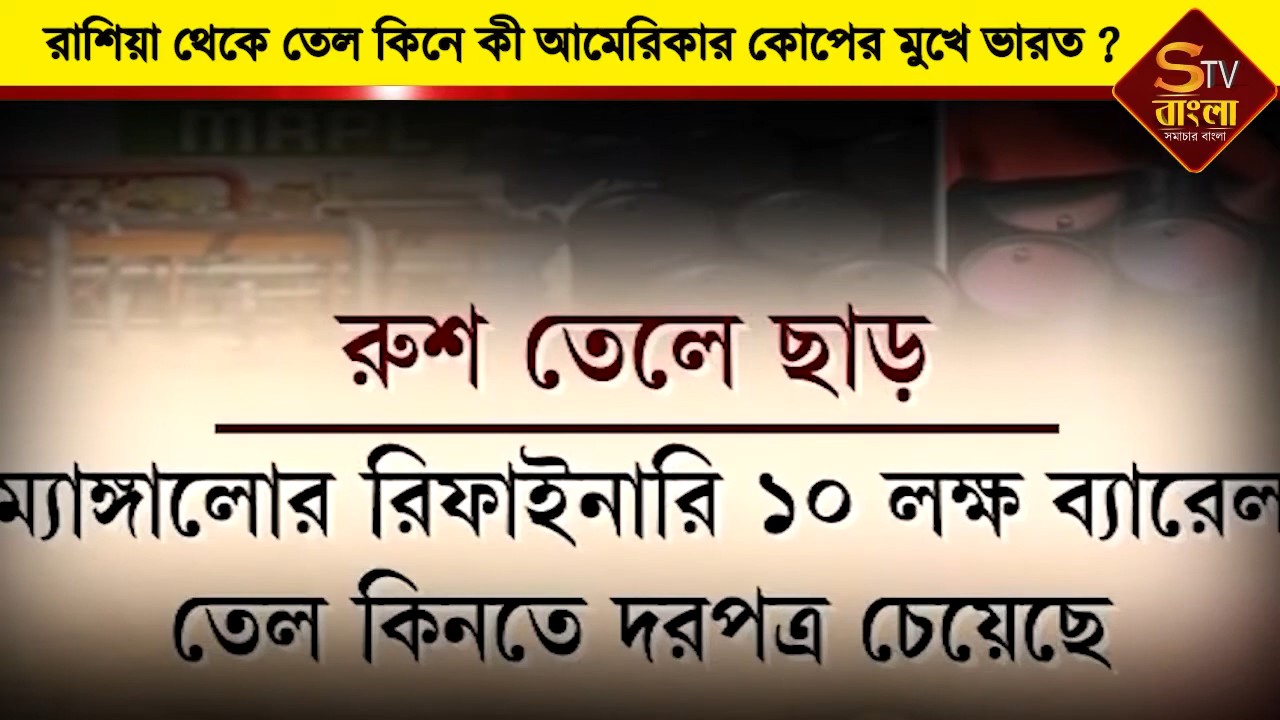 রাশিয়া থেকে তেল কিনে কী আমেরিকার কোপের মুখে ভারত ?
STV
বাংলা
সমাচার বাংলা
রুশ তেলে ছাড়
ম্যাঙ্গালোর রিফাইনারি ১০ লক্ষ ব্যারেল
তেল কিনতে দরপত্র চেয়েছে